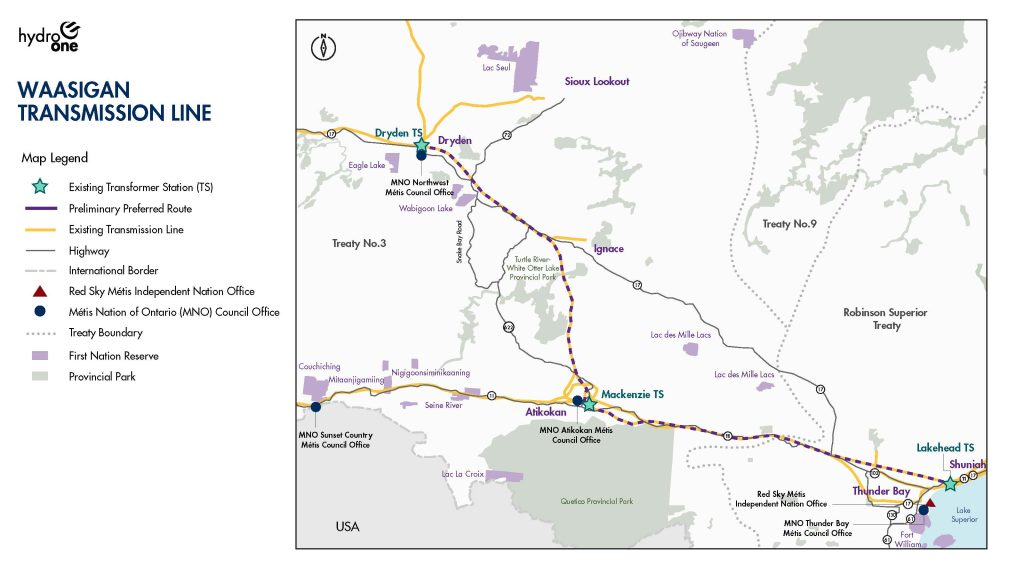 hydro
one
WAASIGAN
TRANSMISSION LINE
Map Legend
Existing Transformer Station (TS)
Preliminary Preferred Route
Existing Transmission Line
Highway
International Border
Red Sky Métis Independent Nation Office
Métis Nation of Ontario (MNO) Council Office
Treaty Boundary
First Nation Reserve
Provincial Park
N
Ojibway Nation
of Saugeen
Lac Seul
Sioux Lookout
17
Dryden TS
Dryden
72
Eagle Lake
MNO Northwest
Métis Council Office
Wabigoon Lake
Snake Bay Road
Treaty No.3
Treaty No.9
Ignace
Turtle River-
White Otter Lake
Provincial Park
17
622
Robinson Superior
Treaty
Lac des Mille Lacs
Couchiching
Mitaanjigamiing
Nigigoonsiminikaaning
Lac des Mille Lacs
17
Seine River
11
Mackenzie TS
Atikokan
MNO Sunset Country
Métis Council Office
MNO Atikokan Métis
Council Office
Lakehead TS
Shuniah
102
11
17
Lac La Croix
Quetico Provincial Park
Thunder Bay
Red Sky Métis
Independent Nation Office
17
130
61
MNO Thunder Bay
Métis Council Office
Lake
Superior
USA
61
Fort
William